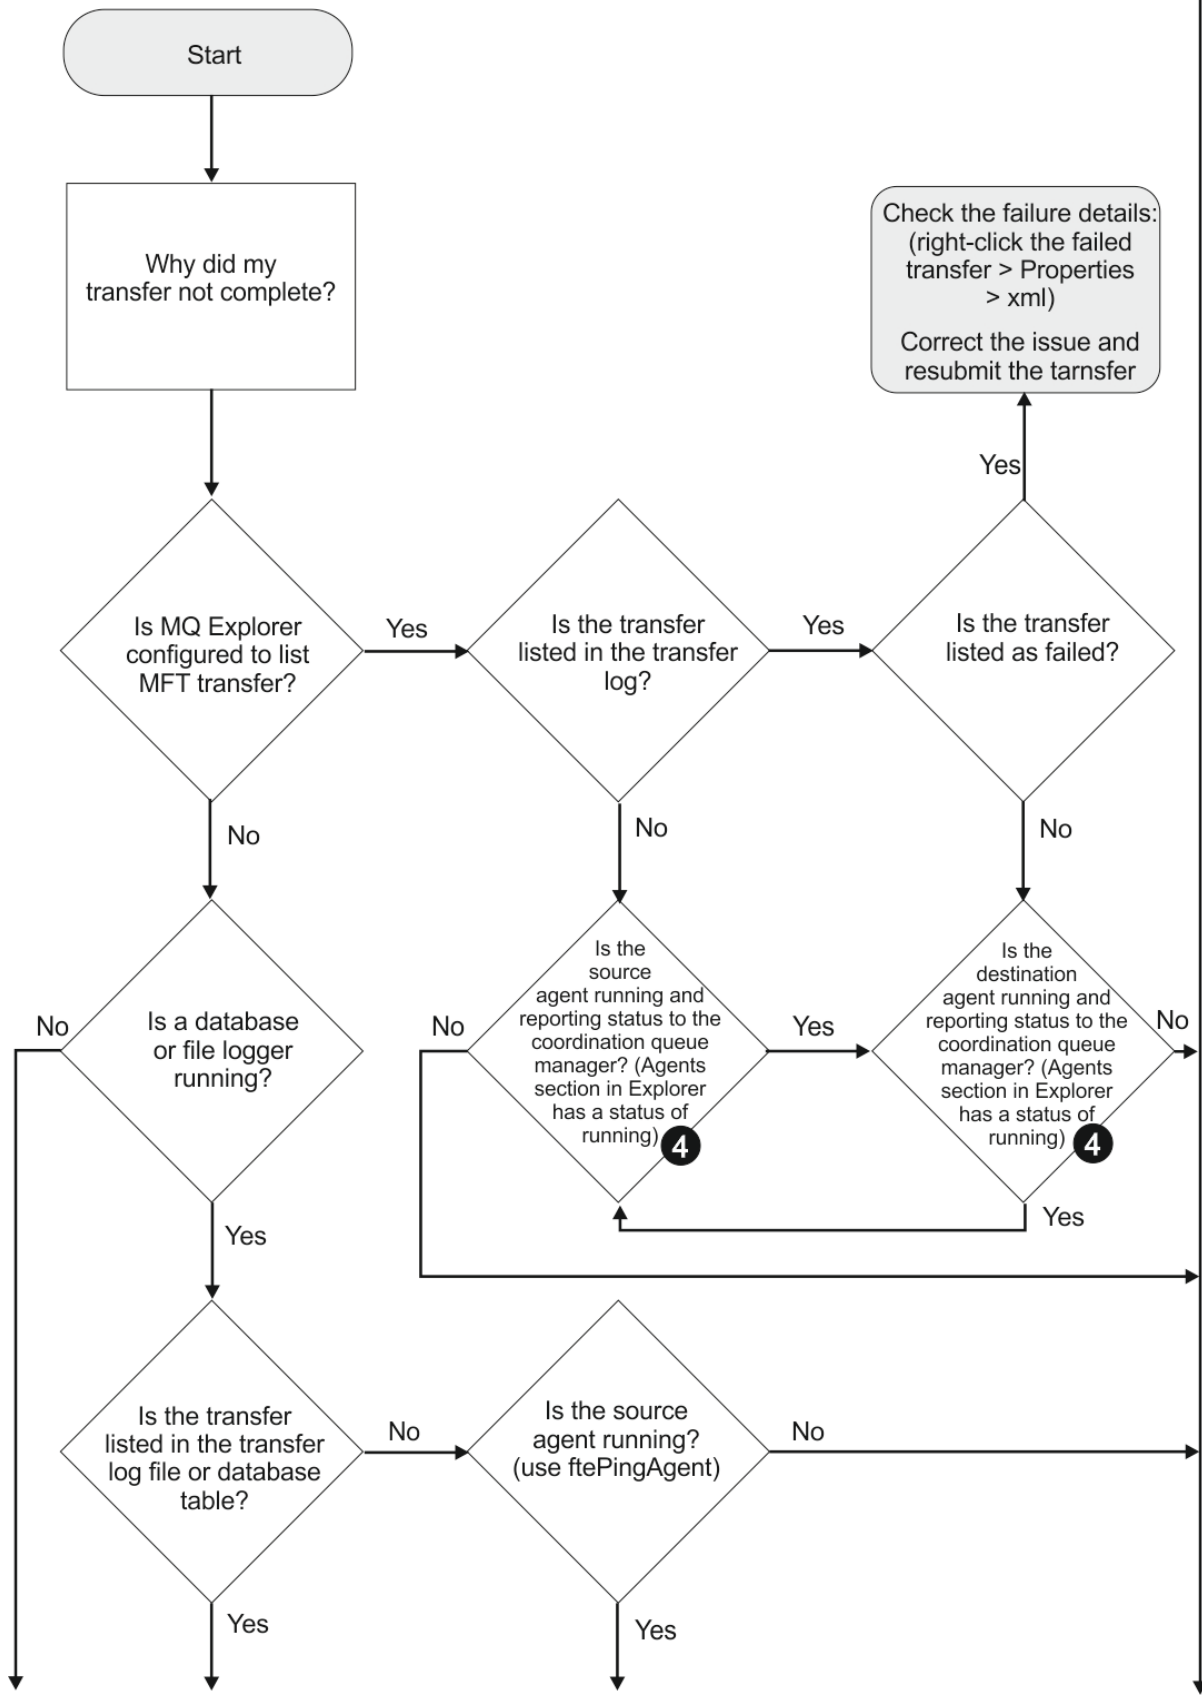 Start
Why did my
transfer not complete?
Check the failure details:
(right-click the failed
transfer > Properties
> xml)
Correct the issue and
resubmit the tarnsfer
Yes
Is MQ Explorer
configured to list
MFT transfer?
Yes
Is the transfer
listed in the transfer
log?
Yes
Is the transfer
listed as failed?
No
No
No
No
Is a database
or file logger
running?
No
Is the
source
agent running and
reporting status to the
coordination queue
manager? (Agents
section in Explorer
has a status of
running)
4
Yes
Is the
destination
agent running and
reporting status to the
coordination queue
manager? (Agents
section in Explorer
has a status of
running)
4
No
Yes
Yes
Is the transfer
listed in the transfer
log file or database
table?
No
Is the source
agent running?
(use ftePingAgent)
No
Yes
Yes